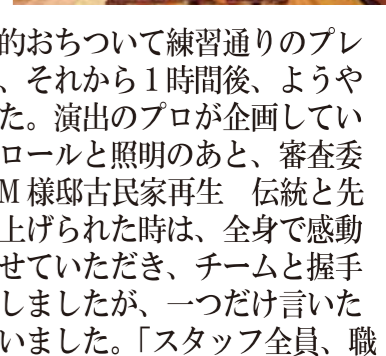 的おちついて練習通りのプレ
、それから１時間後、ようや
た。演出のプロが企画してい
ロールと照明のあと、審査委
M 様邸古民家再生　伝統と先
上げられた時は、全身で感動
せていただき、チームと握手
しましたが、一つだけ言いた
いました。「スタッフ全員、職